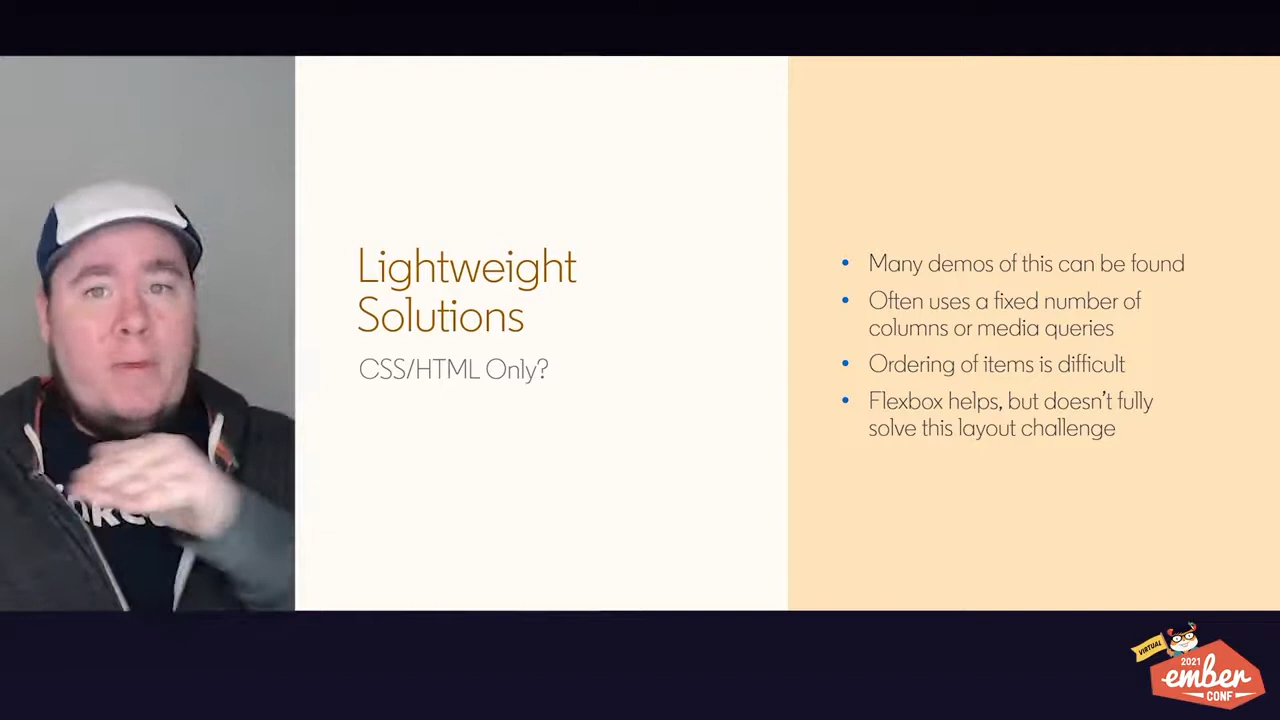 Lightweight
Solutions
CSS/HTML Only?
• Many demos of this can be found
• Often uses a fixed number of
columns or media queries
• Ordering of items is difficult
• Flexbox helps, but doesn't fully
solve this layout challenge
VIRTUAL
2021
ember
CONF